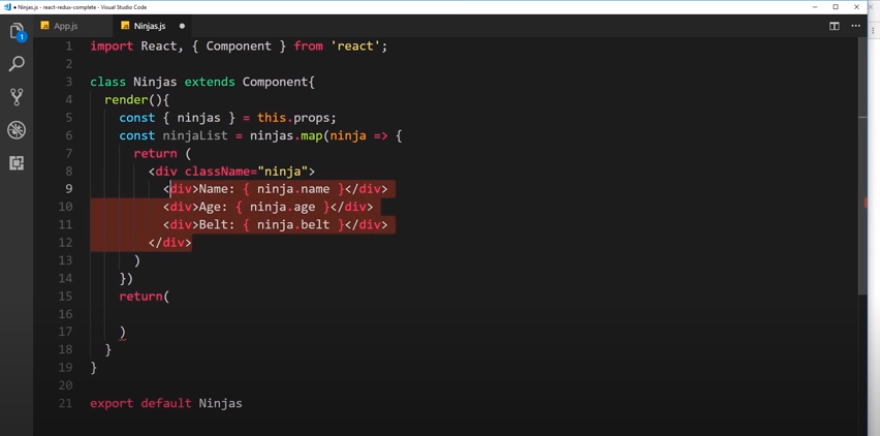 Ninjas.js - react-redux-complete - Visual Studio Code
App.js
Ninjas.js
1
1 import React, { Component } from 'react';
2
3 class Ninjas extends Component{
4 render(){
5 const { ninjas } = this.props;
6 const ninjaList = ninjas.map(ninja => {
7 return (
8 <div className="ninja">
9 <div>Name: { ninja.name }</div>
10 <div>Age: { ninja.age }</div>
11 <div>Belt: { ninja.belt }</div>
12 </div>
13 )
14 })
15 return(
16
17 )
18 }
19 }
20
21 export default Ninjas